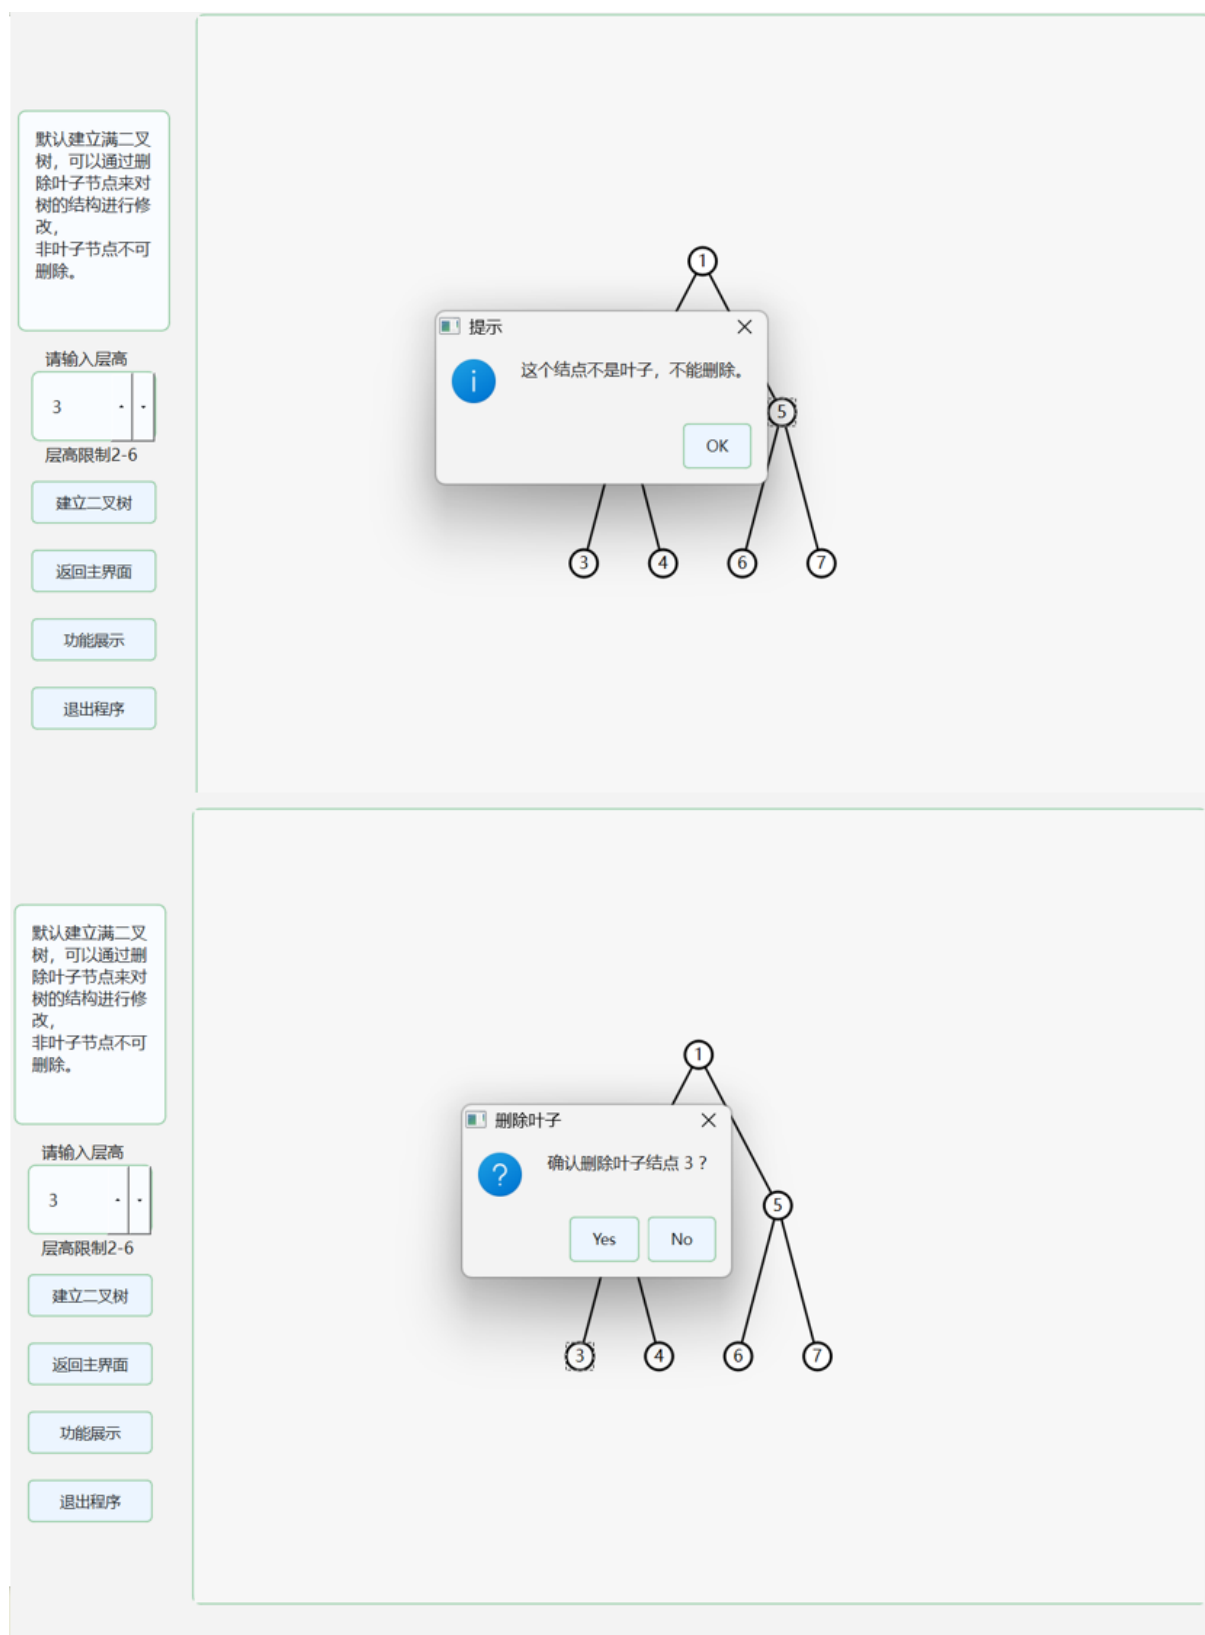 默认建立满二叉
树，可以通过删
除叶子节点来对
树的结构进行修
改，
非叶子节点不可
删除。
请输入层高
3
层高限制2-6
建立二叉树
返回主界面
功能展示
退出程序
1
提示
这个结点不是叶子，不能删除。
OK
5
3
4
6
7
默认建立满二叉
树，可以通过删
除叶子节点来对
树的结构进行修
改，
非叶子节点不可
删除。
请输入层高
3
层高限制2-6
建立二叉树
返回主界面
功能展示
退出程序
1
删除叶子
确认删除叶子结点 3？
Yes
No
5
3
4
6
7